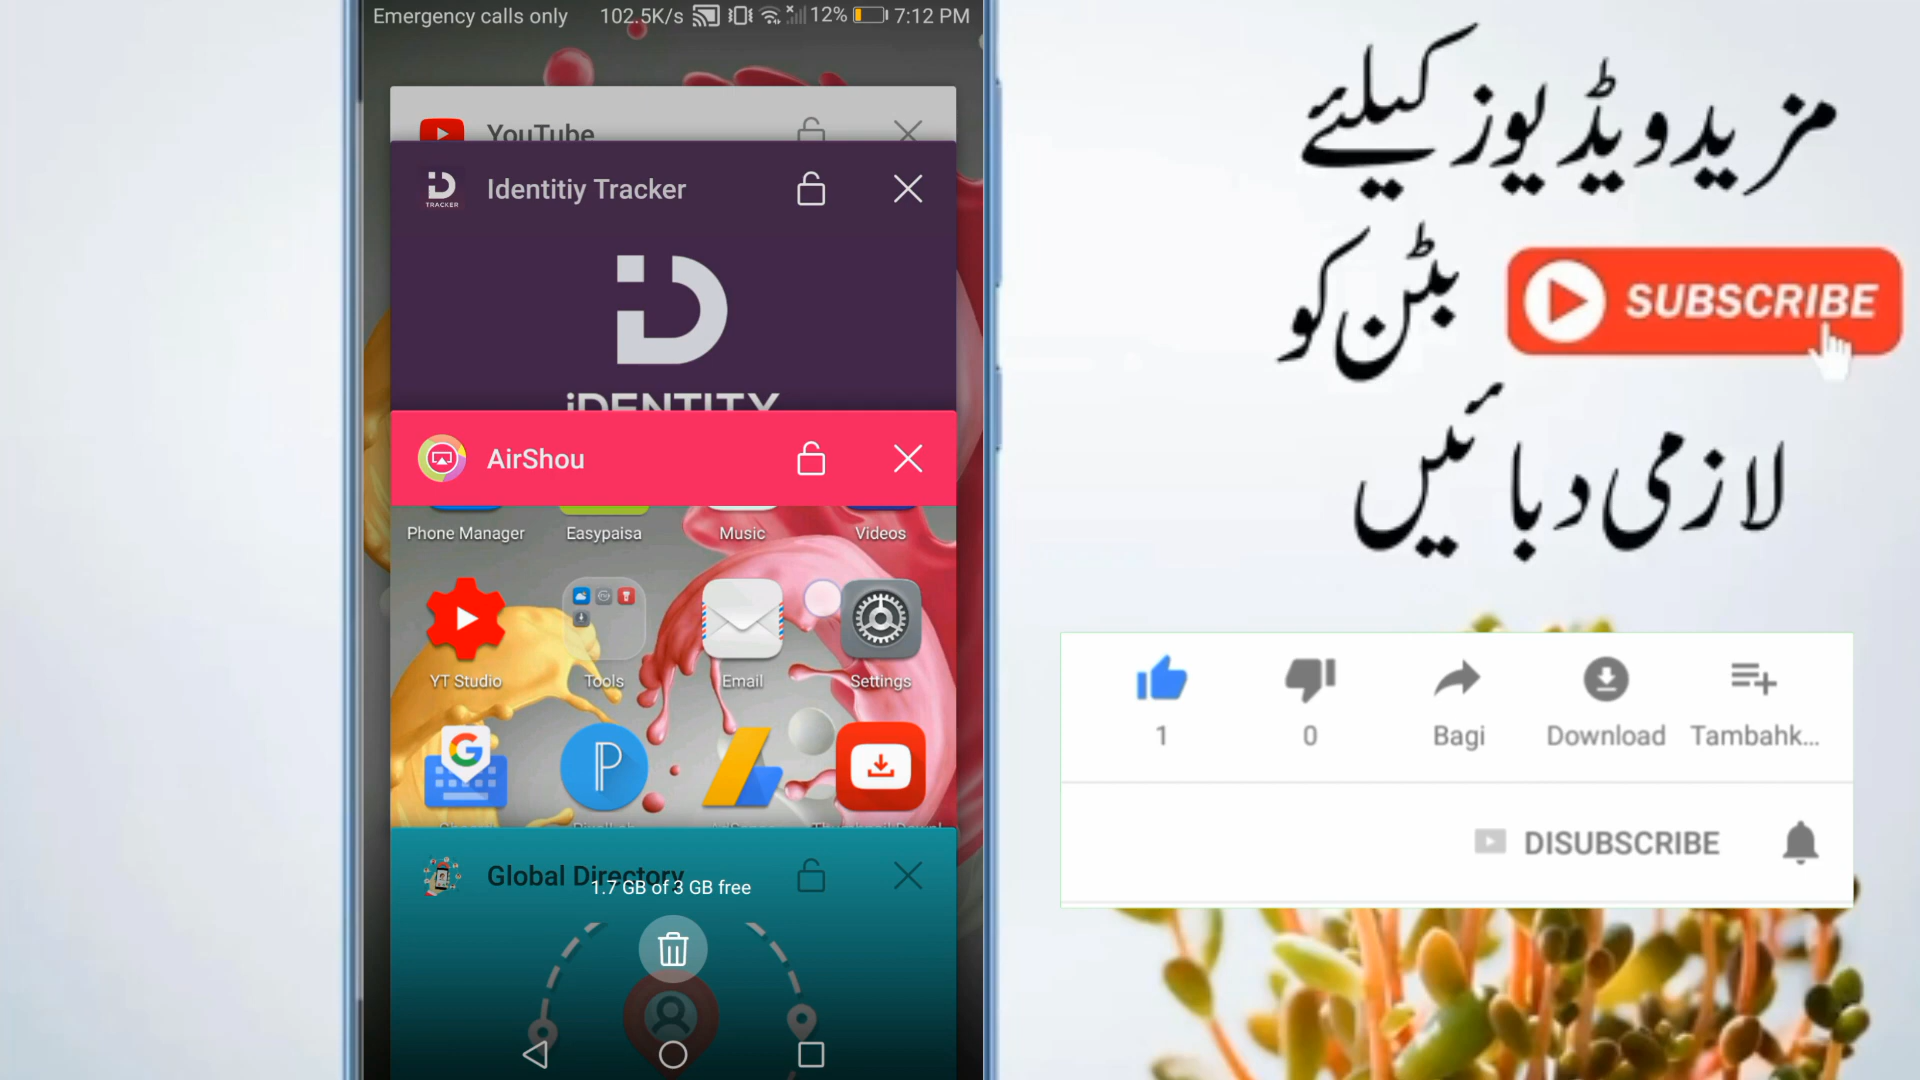 Emergency calls only 102.5K/s 12% 7:12 PM
YouTube
Identitiy Tracker
TRACKER
iDENTITY
AirShou
Phone Manager Easypaisa Music Videos
YT Studio Tools Email Settings
Global Directory
1.7 GB of 3 GB free
مزید ویڈیوز کیلئے
SUBSCRIBE بٹن کو
لازمی دبائیں
1 0 Bagi Download Tambahk...
DISUBSCRIBE